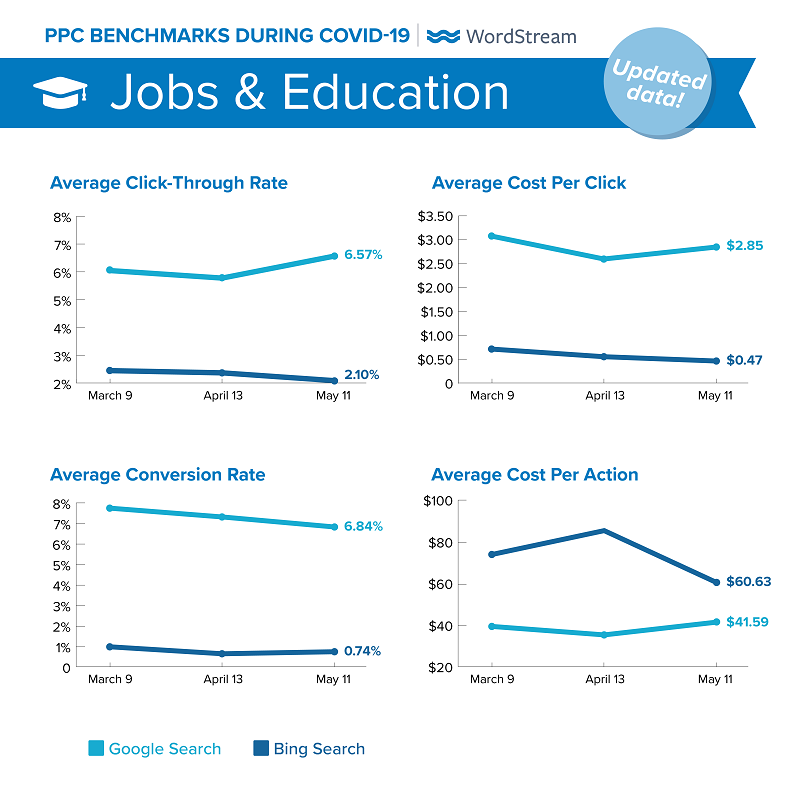 PPC BENCHMARKS DURING COVID-19 WordStream
Jobs & Education
Updated
data!
Average Click-Through Rate
8%
7%
6%
5%
4%
3%
2%
6.57%
2.10%
March 9 April 13 May 11
Average Cost Per Click
$3.50
$3.00
$2.50
$2.00
$1.50
$1.00
$0.50
0
$2.85
$0.47
March 9 April 13 May 11
Average Conversion Rate
8%
7%
6%
5%
4%
3%
2%
1%
0
6.84%
0.74%
March 9 April 13 May 11
Average Cost Per Action
$100
$80
$60
$40
$20
$60.63
$41.59
March 9 April 13 May 11
Google Search Bing Search